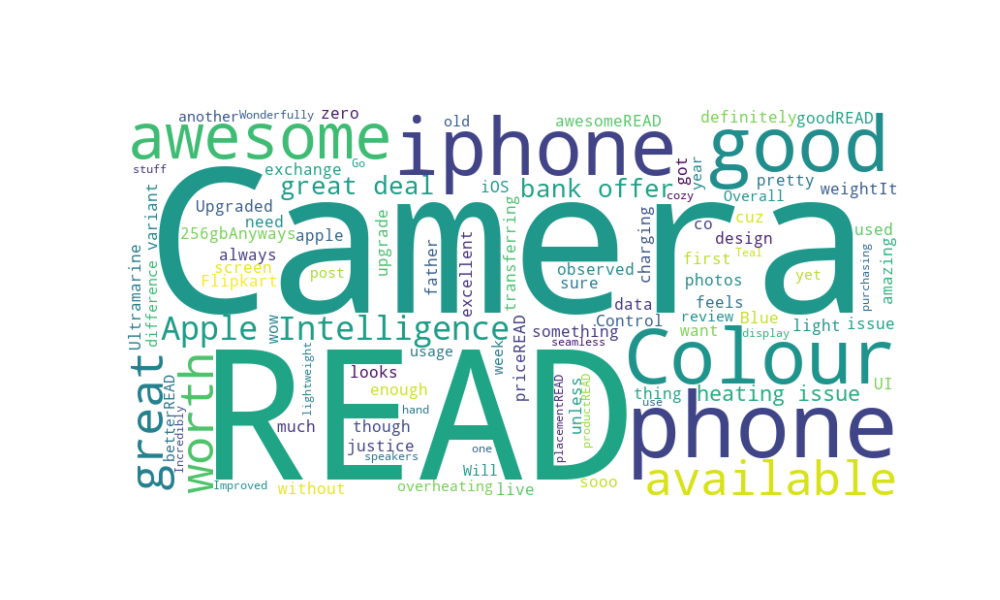 another Wonderfully zero old awesomeREAD definitely goodREAD
awesome iphone good
stuff exchange Go great deal iOS bank offer got year pretty weightIt
Upgraded need cozy Overall
256gbAnyways apple upgrade father excellent transferring charging co cuz used
always design
screen post observed first Teal amazing
Flipkart sure photos yet purchasing
Camera
Ultramarine difference variant data feels
wow Control review Blue light issue
Apple Intelligence something go want display
usage week seamless Colour
great worth lightweight looks priceREAD thing heating issue UI
betterREAD enough unless use
Incredibly hand placementREAD productREAD
READ phone
much though
justice one
speakers Will
Improved without overheating live sooo available